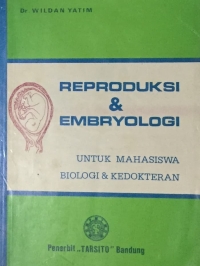 Dr WILDAN YATIM
REPRODUKSI
&
EMBRYOLOGI
UNTUK MAHASISWA
BIOLOGI & KEDOKTERAN
Penerbit „TARSITO" Bandung